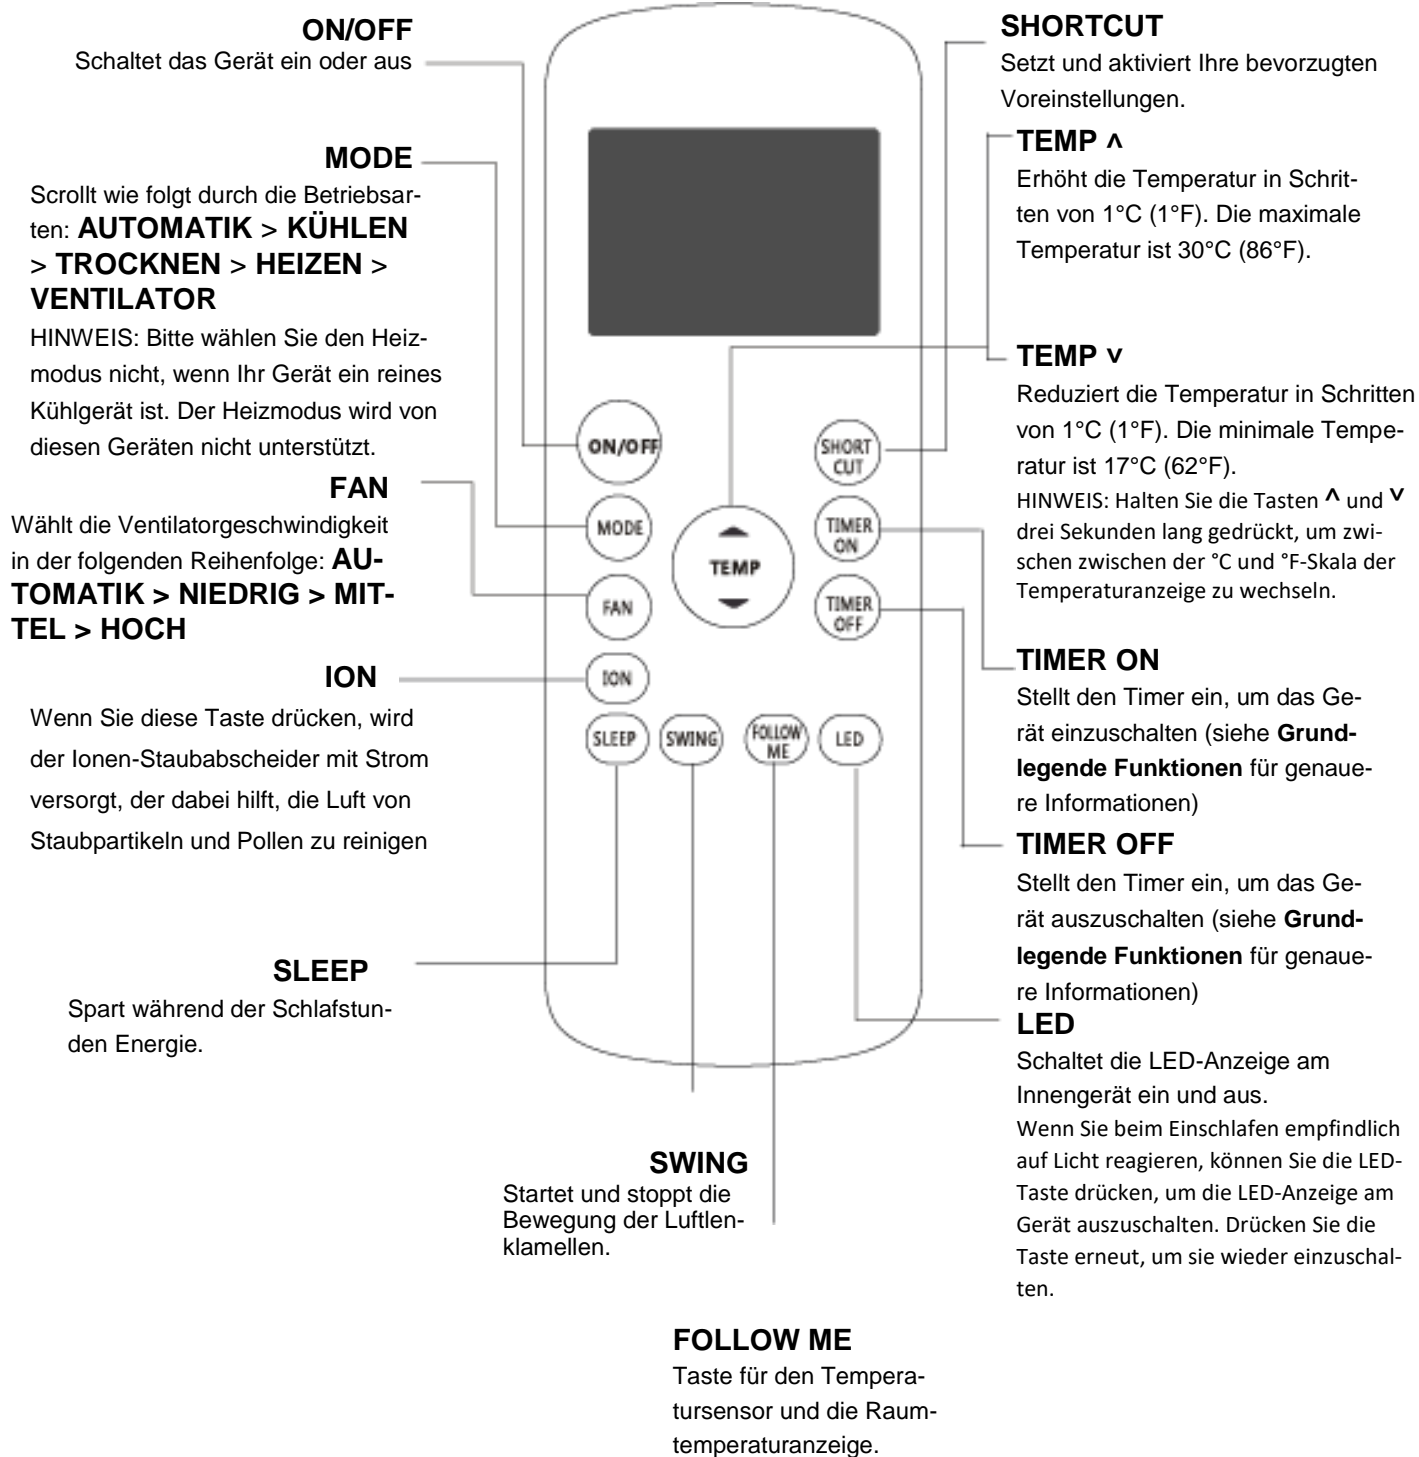 ON/OFF
Schaltet das Gerät ein oder aus
MODE
Scrollt wie folgt durch die Betriebsar-
ten: AUTOMATIK > KÜHLEN
> TROCKNEN > HEIZEN >
VENTILATOR
HINWEIS: Bitte wählen Sie den Heiz-
modus nicht, wenn Ihr Gerät ein reines
Kühlgerät ist. Der Heizmodus wird von
diesen Geräten nicht unterstützt.
FAN
Wählt die Ventilatorgeschwindigkeit
in der folgenden Reihenfolge: AU-
TOMATIK > NIEDRIG > MIT-
TEL > HOCH
ION
Wenn Sie diese Taste drücken, wird
der Ionen-Staubabscheider mit Strom
versorgt, der dabei hilft, die Luft von
Staubpartikeln und Pollen zu reinigen
SLEEP
Spart während der Schlafstun-
den Energie.
ON/OFF
MODE
FAN
ION
SLEEP
SWING
FOLLOW
ME
LED
TEMP
SHORT
CUT
TIMER
ON
TIMER
OFF
SWING
Startet und stoppt die
Bewegung der Luftlen-
klamellen.
FOLLOW ME
Taste für den Tempera-
tursensor und die Raum-
temperaturanzeige.
SHORTCUT
Setzt und aktiviert Ihre bevorzugten
Voreinstellungen.
TEMP ˄
Erhöht die Temperatur in Schrit-
ten von 1°C (1°F). Die maximale
Temperatur ist 30°C (86°F).
TEMP ˅
Reduziert die Temperatur in Schritten
von 1°C (1°F). Die minimale Tempe-
ratur ist 17°C (62°F).
HINWEIS: Halten Sie die Tasten ˄ und ˅
drei Sekunden lang gedrückt, um zwi-
schen zwischen der °C und °F-Skala der
Temperaturanzeige zu wechseln.
TIMER ON
Stellt den Timer ein, um das Ge-
rät einzuschalten (siehe Grund-
legende Funktionen für genaue-
re Informationen)
TIMER OFF
Stellt den Timer ein, um das Ge-
rät auszuschalten (siehe Grund-
legende Funktionen für genaue-
re Informationen)
LED
Schaltet die LED-Anzeige am
Innengerät ein und aus.
Wenn Sie beim Einschlafen empfindlich
auf Licht reagieren, können Sie die LED-
Taste drücken, um die LED-Anzeige am
Gerät auszuschalten. Drücken Sie die
Taste erneut, um sie wieder einzuschal-
ten.